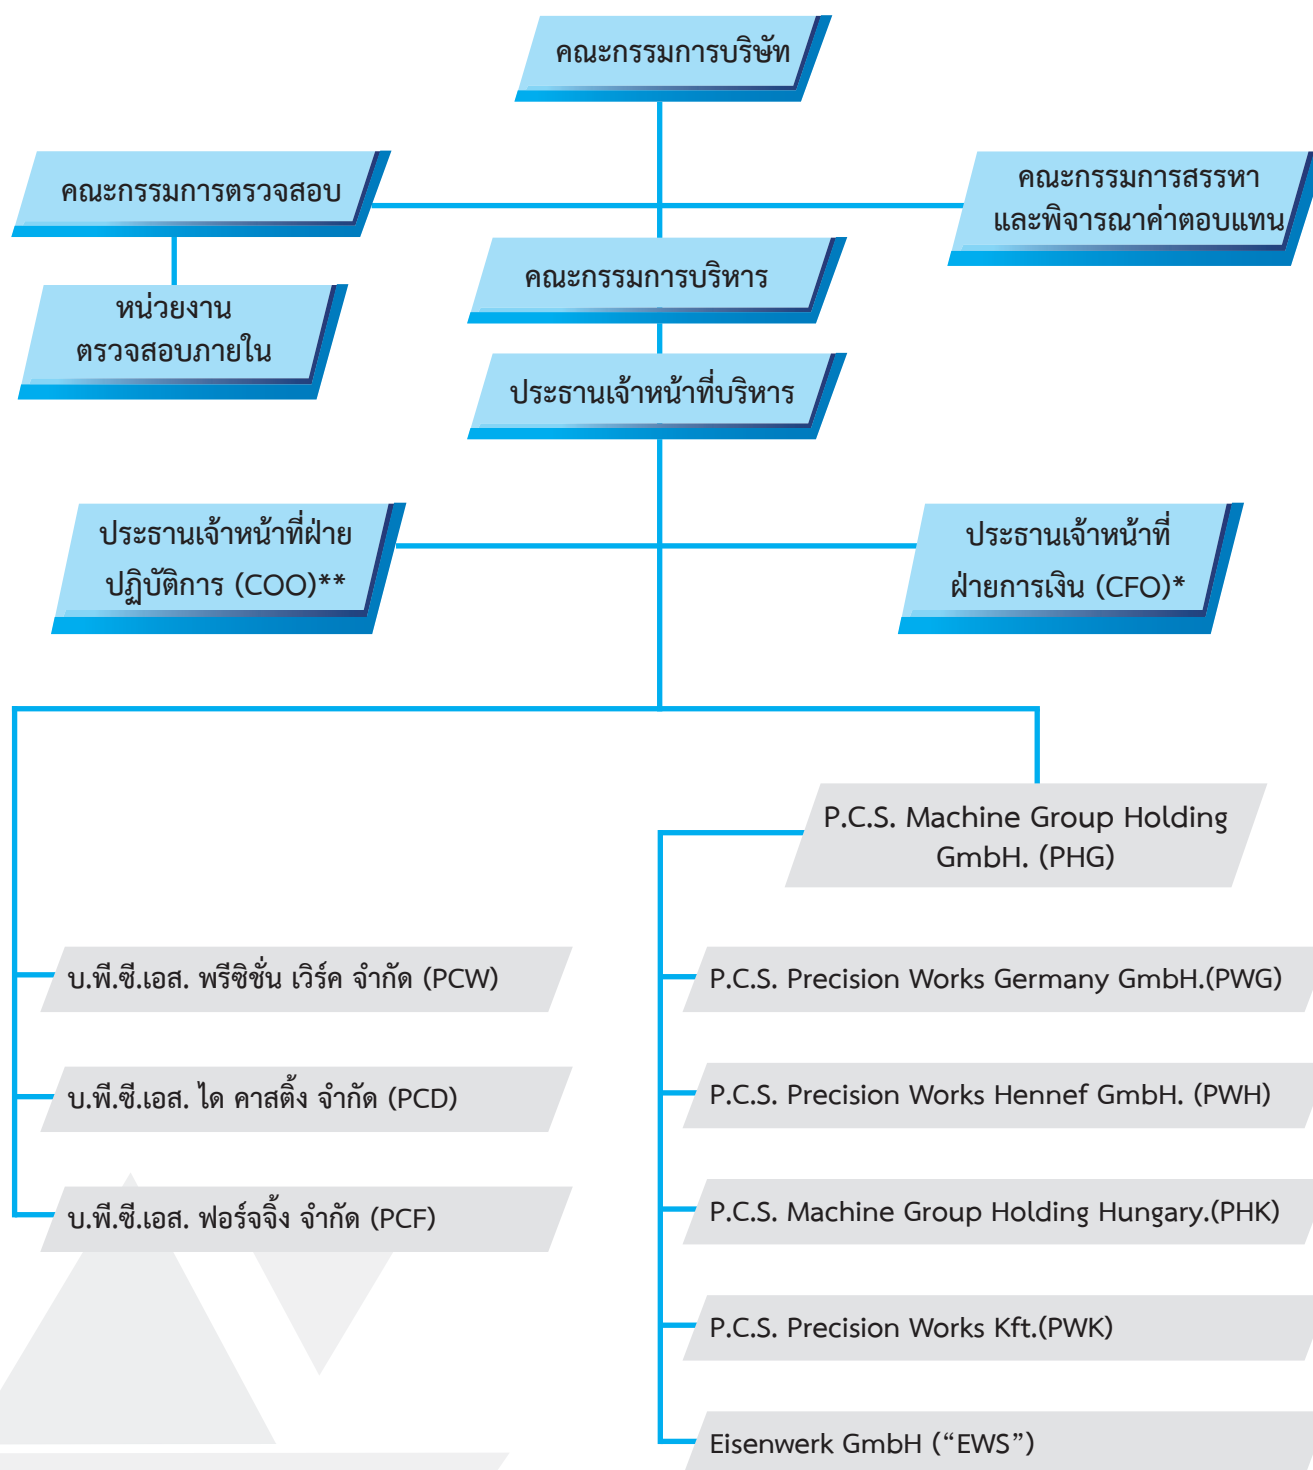 คณะกรรมการบริษัท
คณะกรรมการตรวจสอบ
คณะกรรมการสรรหา
และพิจารณาค่าตอบแทน
คณะกรรมการบริหาร
หน่วยงาน
ตรวจสอบภายใน
ประธานเจ้าหน้าที่บริหาร
ประธานเจ้าหน้าที่ฝ่าย
ปฏิบัติการ (COO)**
ประธานเจ้าหน้าที่
ฝ่ายการเงิน (CFO)*
P.C.S. Machine Group Holding
GmbH. (PHG)
บ.พี.ซี.เอส. พรีซิชั่น เวิร์ค จำกัด (PCW)
บ.พี.ซี.เอส. ได คาสติ้ง จำกัด (PCD)
บ.พี.ซี.เอส. ฟอร์จจิ้ง จำกัด (PCF)
P.C.S. Precision Works Germany GmbH.(PWG)
P.C.S. Precision Works Hennef GmbH. (PWH)
P.C.S. Machine Group Holding Hungary.(PHK)
P.C.S. Precision Works Kft.(PWK)
Eisenwerk GmbH (“EWS”)